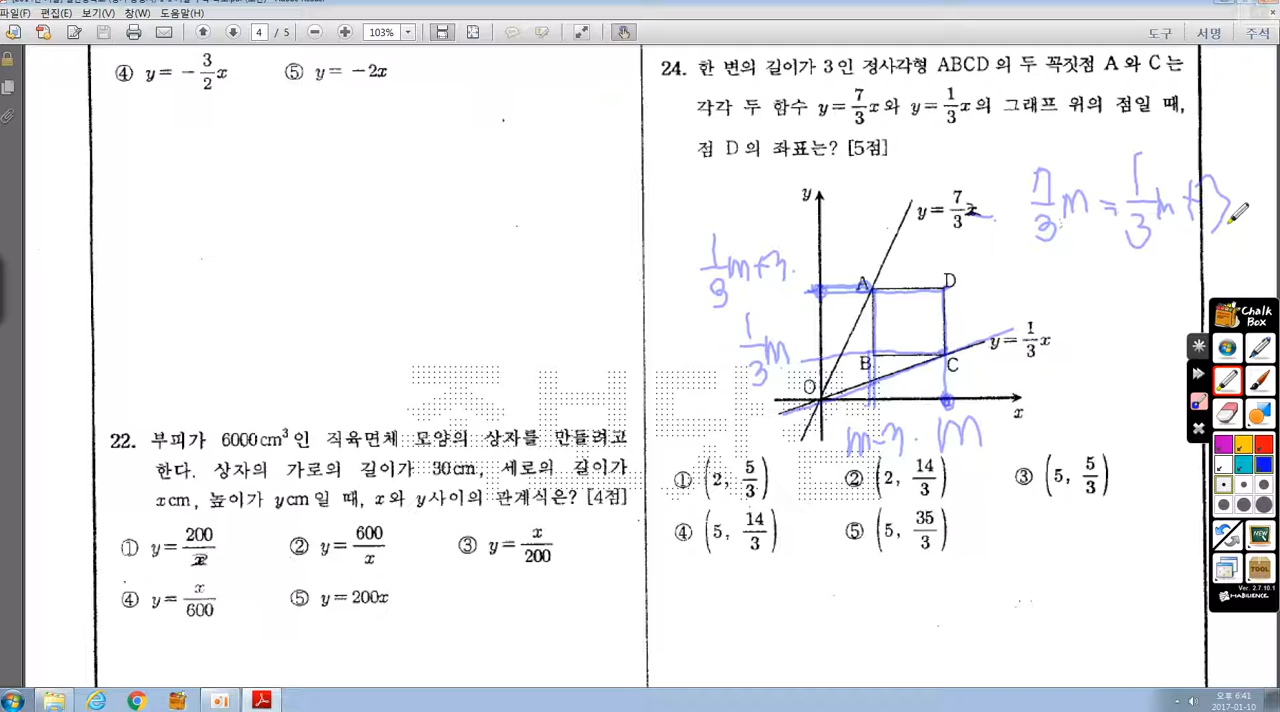 파일(F) 편집(E) 보기(V) 창(W) 도움말(H)
4 / 5 103% 도구 서명 주석
④ y = -3/2x ⑤ y = -2x
22. 부피가 6000cm³인 직육면체 모양의 상자를 만들려고
한다. 상자의 가로의 길이가 30cm, 세로의 길이가
xcm, 높이가 ycm일 때, x와 y사이의 관계식은? [4점]
① y = 200/x ② y = 600/x ③ y = x/200
④ y = x/600 ⑤ y = 200x
24. 한 변의 길이가 3인 정사각형 ABCD의 두 꼭짓점 A와 C는
각각 두 함수 y = 7/3x와 y = 1/3x의 그래프 위의 점일 때,
점 D의 좌표는? [5점]
7/3m = 1/3m+3
y
y = 7/3x
1/3m+3
A D
1/3m
y = 1/3x
B C
O
x
m-3 m
① (2, 5/3) ② (2, 14/3) ③ (5, 5/3)
④ (5, 14/3) ⑤ (5, 35/3)
Chalk
Box
NEW
TOOL
Ver. 2.7.10.1
HABILIENCE
오후 6:41
2017-01-10